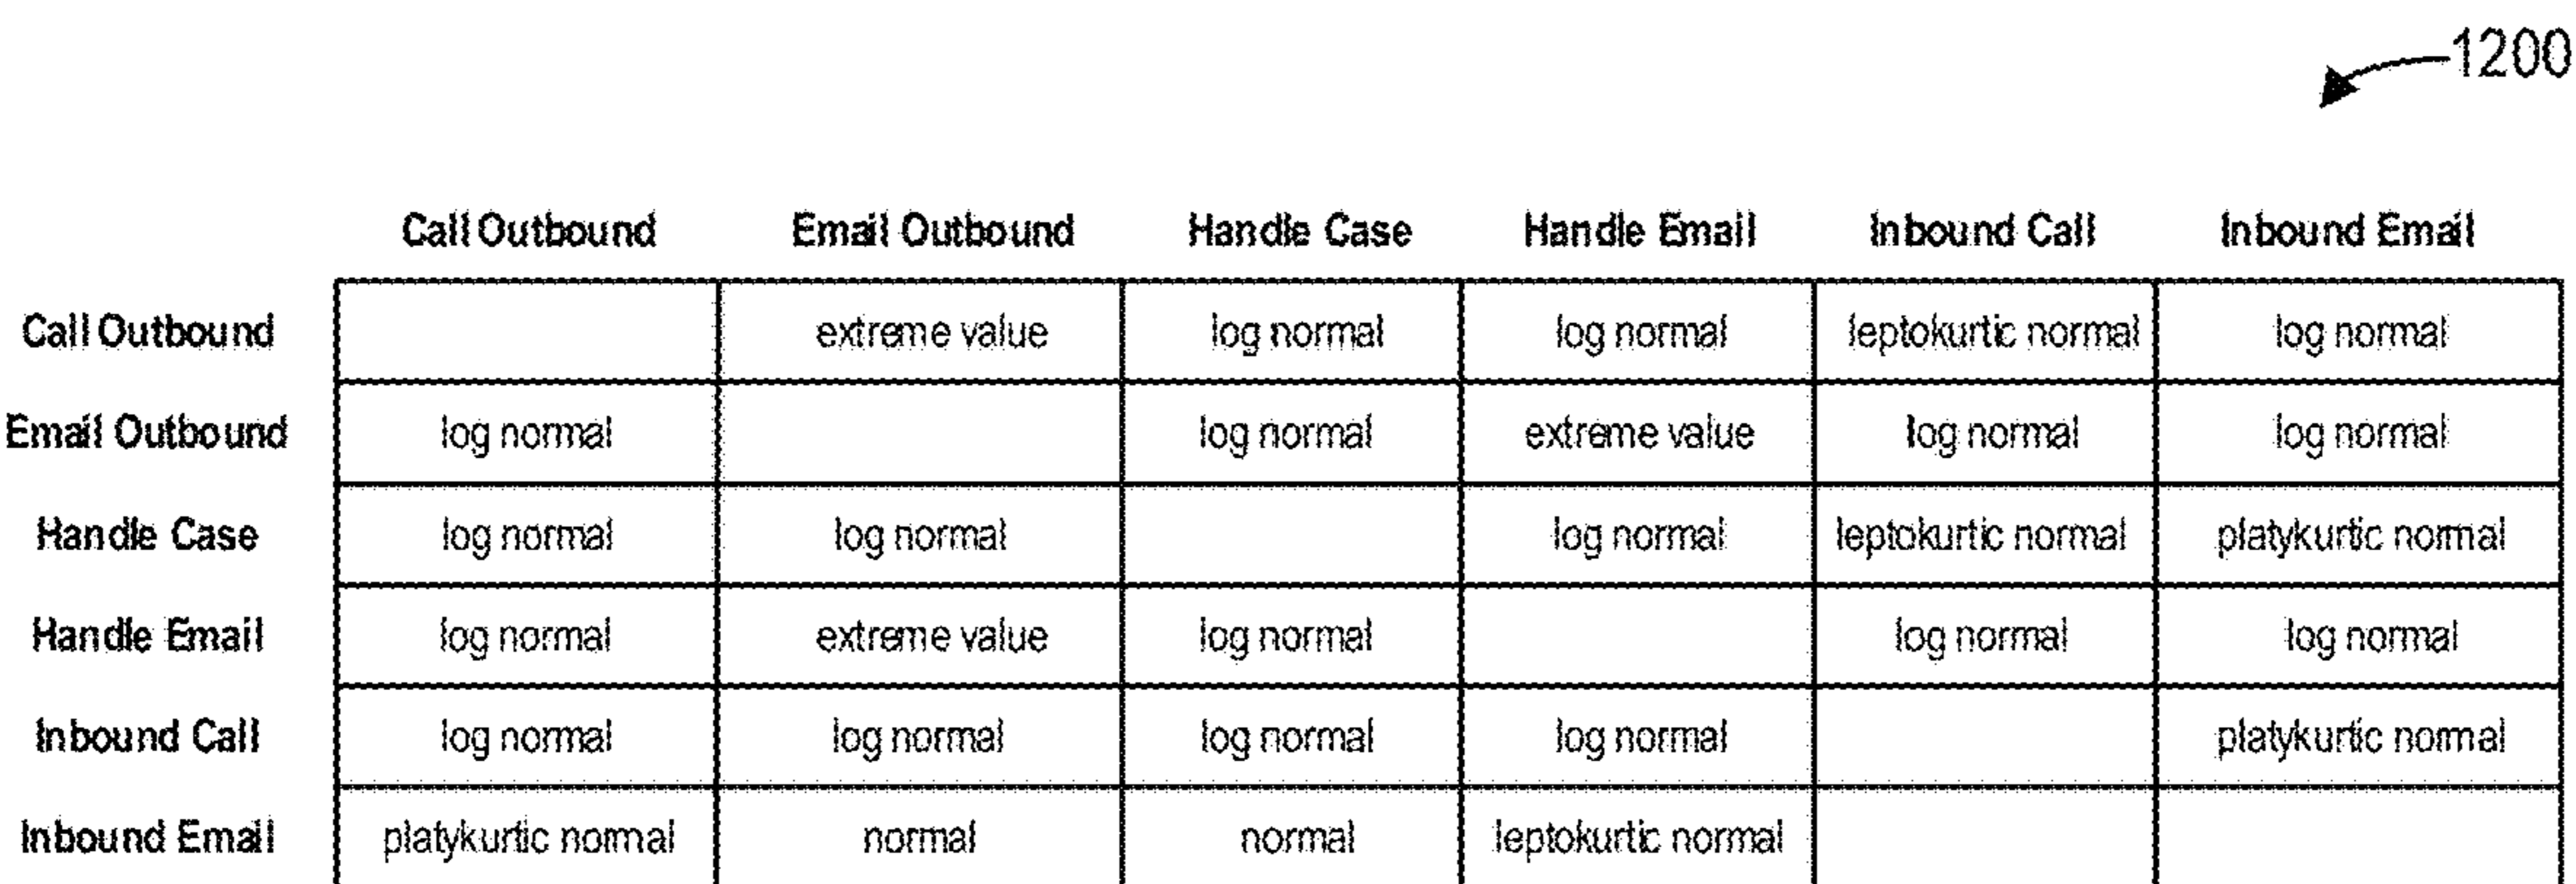 1200
Call Outbound Email Outbound Handle Case Handle Email Inbound Call Inbound Email
Call Outbound extreme value log normal log normal leptokurtic normal log normal
Email Outbound log normal log normal extreme value log normal log normal
Handle Case log normal log normal log normal leptokurtic normal platykurtic normal
Handle Email log normal extreme value log normal log normal log normal
Inbound Call log normal log normal log normal log normal platykurtic normal
Inbound Email platykurtic normal normal normal leptokurtic normal